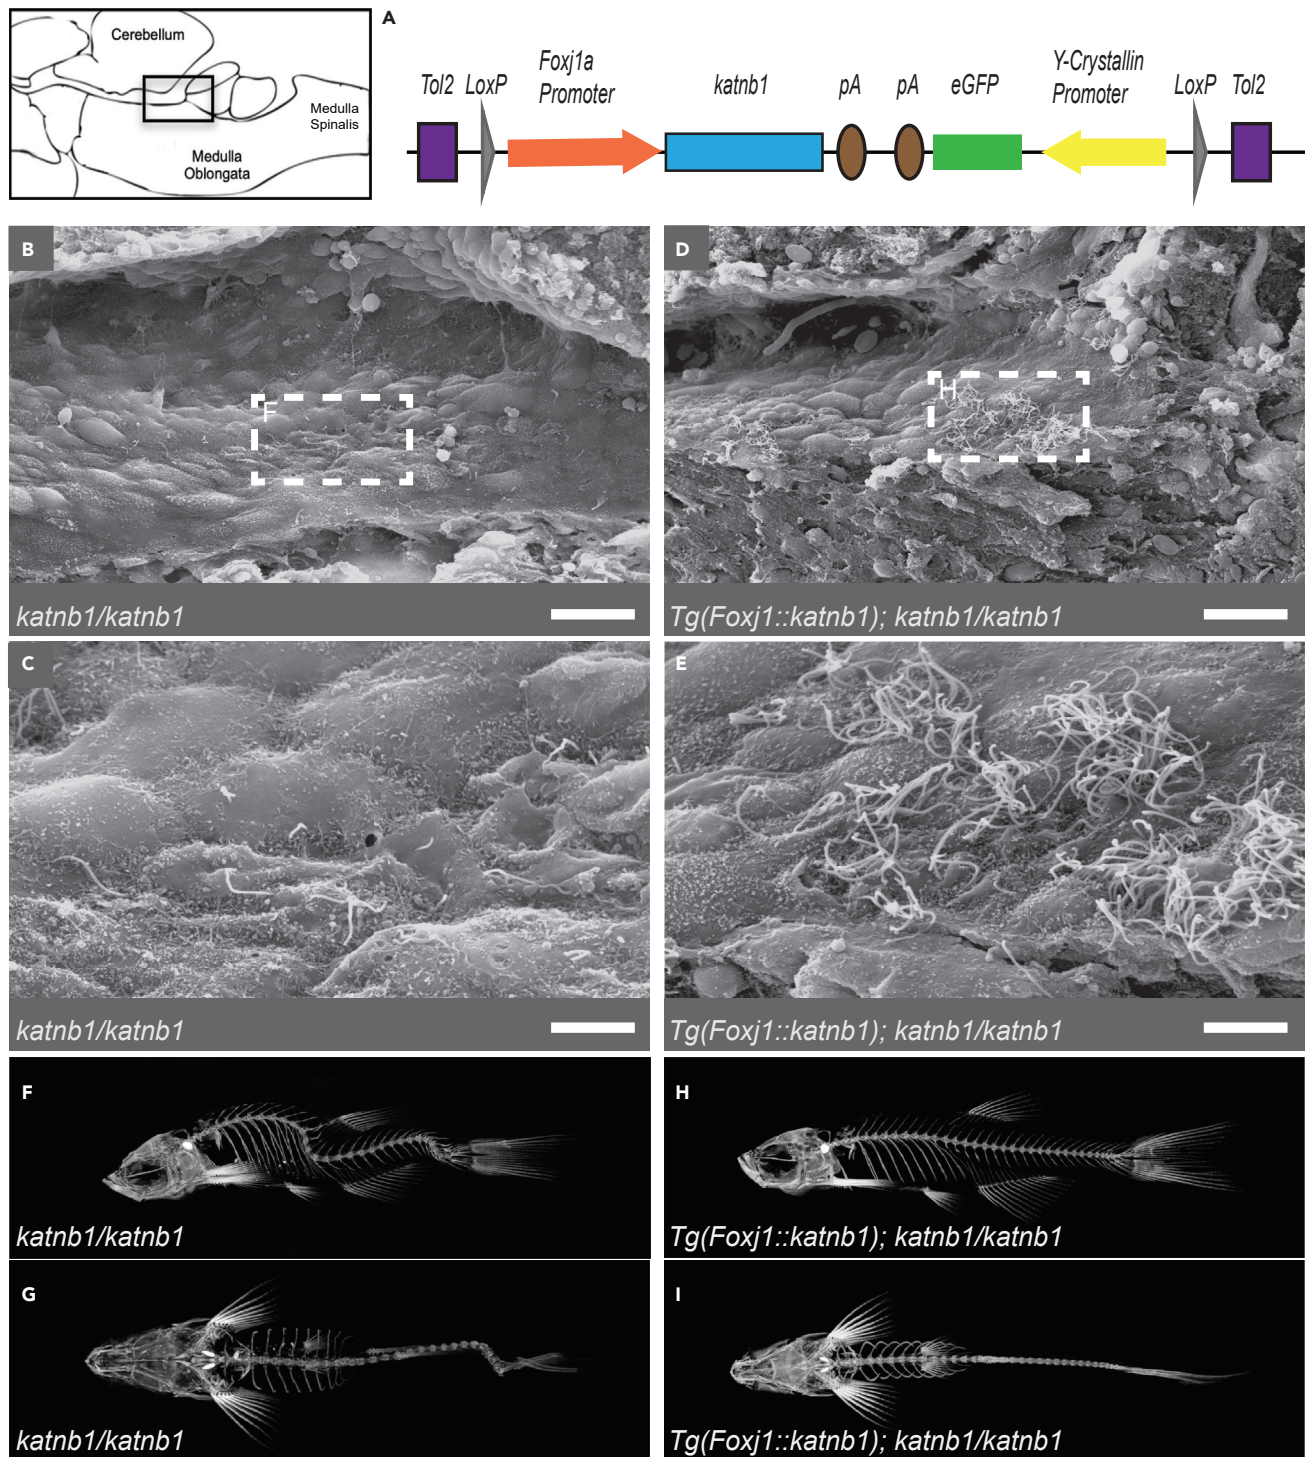 A
Cerebellum
Medulla
Spinalis
Medulla
Oblongata
Tol2
LoxP
Foxj1a
Promoter
katnb1
pA
pA
eGFP
Y-Crystallin
Promoter
LoxP
Tol2
B
F
katnb1/katnb1
D
H
Tg(Foxj1::katnb1); katnb1/katnb1
C
katnb1/katnb1
E
Tg(Foxj1::katnb1); katnb1/katnb1
F
katnb1/katnb1
H
Tg(Foxj1::katnb1); katnb1/katnb1
G
katnb1/katnb1
I
Tg(Foxj1::katnb1); katnb1/katnb1